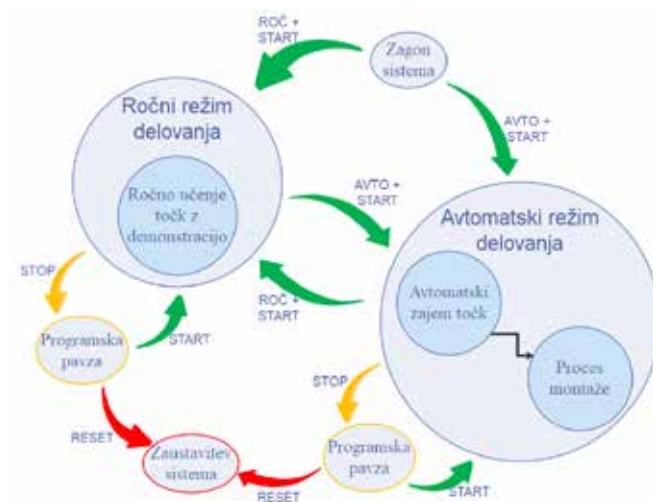 ROČ +
START
Zagon
sistema
Ročni režim
delovanja
AVTO +
START
Ročno učenje
točk z
demonstracijo
AVTO +
START
Avtomatski režim
delovanja
STOP
ROČ +
START
Avtomatski
zajem točk
Programska
pavza
START
Proces
montaže
STOP
RESET
Zaustavitev
sistema
Programska
pavza
RESET
START